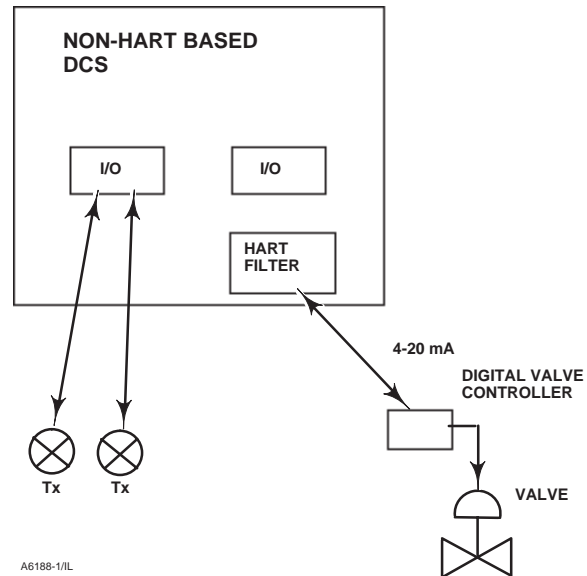 NON-HART BASED
DCS
I/O
I/O
HART
FILTER
4-20 mA
DIGITAL VALVE
CONTROLLER
Tx
Tx
VALVE
A6188-1/IL